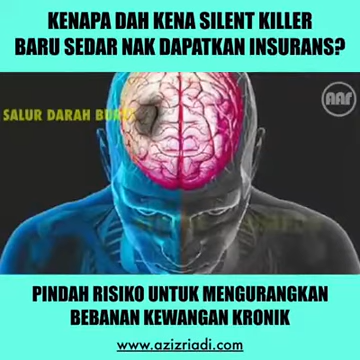 KENAPA DAH KENA SILENT KILLER
BARU SEDAR NAK DAPATKAN INSURANS?
SALUR DARAH
PINDAH RISIKO UNTUK MENGURANGKAN
BEBANAN KEWANGAN KRONIK
www.azizriadi.com